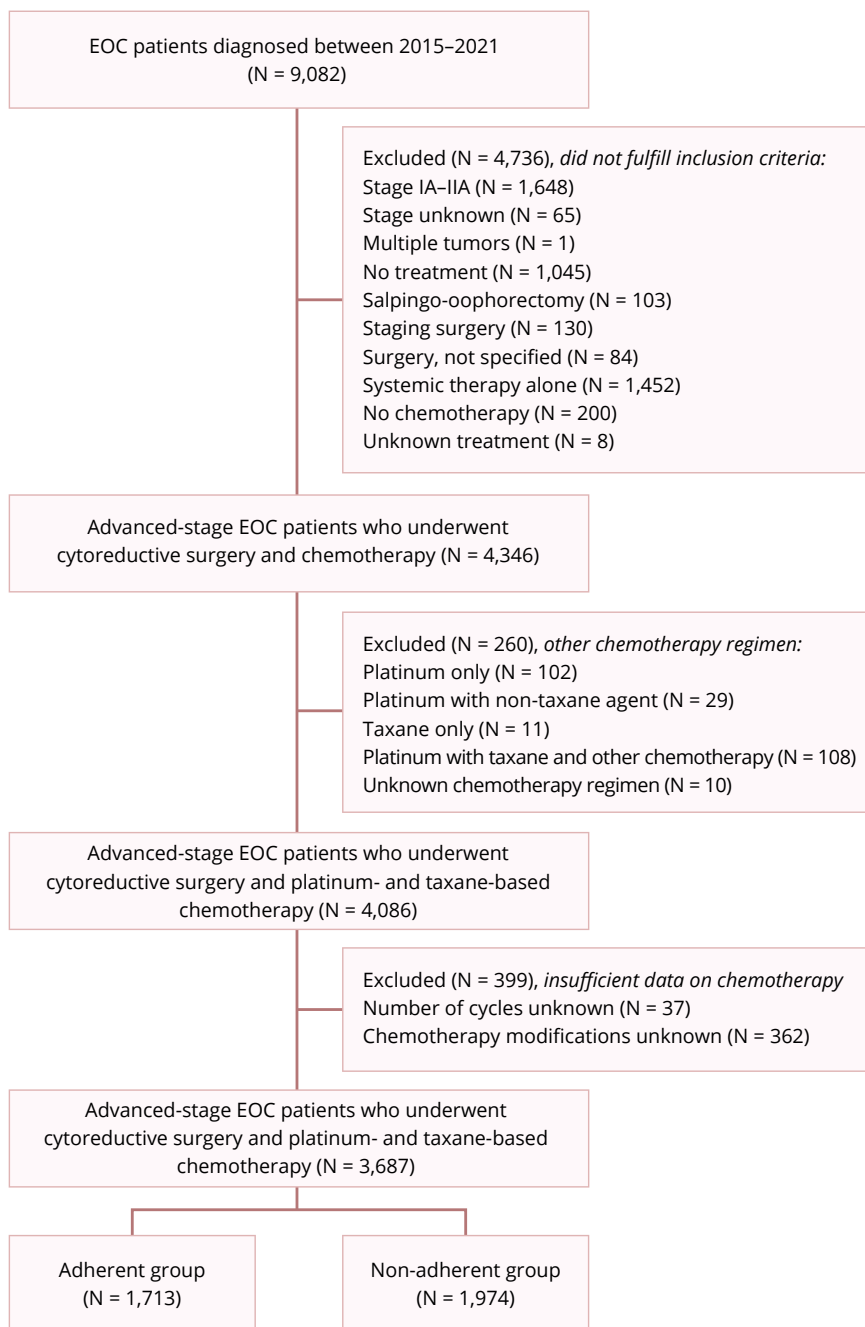 EOC patients diagnosed between 2015–2021
(N = 9,082)
Excluded (N = 4,736), did not fulfill inclusion criteria:
Stage IA–IIA (N = 1,648)
Stage unknown (N = 65)
Multiple tumors (N = 1)
No treatment (N = 1,045)
Salpingo-oophorectomy (N = 103)
Staging surgery (N = 130)
Surgery, not specified (N = 84)
Systemic therapy alone (N = 1,452)
No chemotherapy (N = 200)
Unknown treatment (N = 8)
Advanced-stage EOC patients who underwent
cytoreductive surgery and chemotherapy (N = 4,346)
Excluded (N = 260), other chemotherapy regimen:
Platinum only (N = 102)
Platinum with non-taxane agent (N = 29)
Taxane only (N = 11)
Platinum with taxane and other chemotherapy (N = 108)
Unknown chemotherapy regimen (N = 10)
Advanced-stage EOC patients who underwent
cytoreductive surgery and platinum- and taxane-based
chemotherapy (N = 4,086)
Excluded (N = 399), insufficient data on chemotherapy
Number of cycles unknown (N = 37)
Chemotherapy modifications unknown (N = 362)
Advanced-stage EOC patients who underwent
cytoreductive surgery and platinum- and taxane-based
chemotherapy (N = 3,687)
Adherent group
(N = 1,713)
Non-adherent group
(N = 1,974)